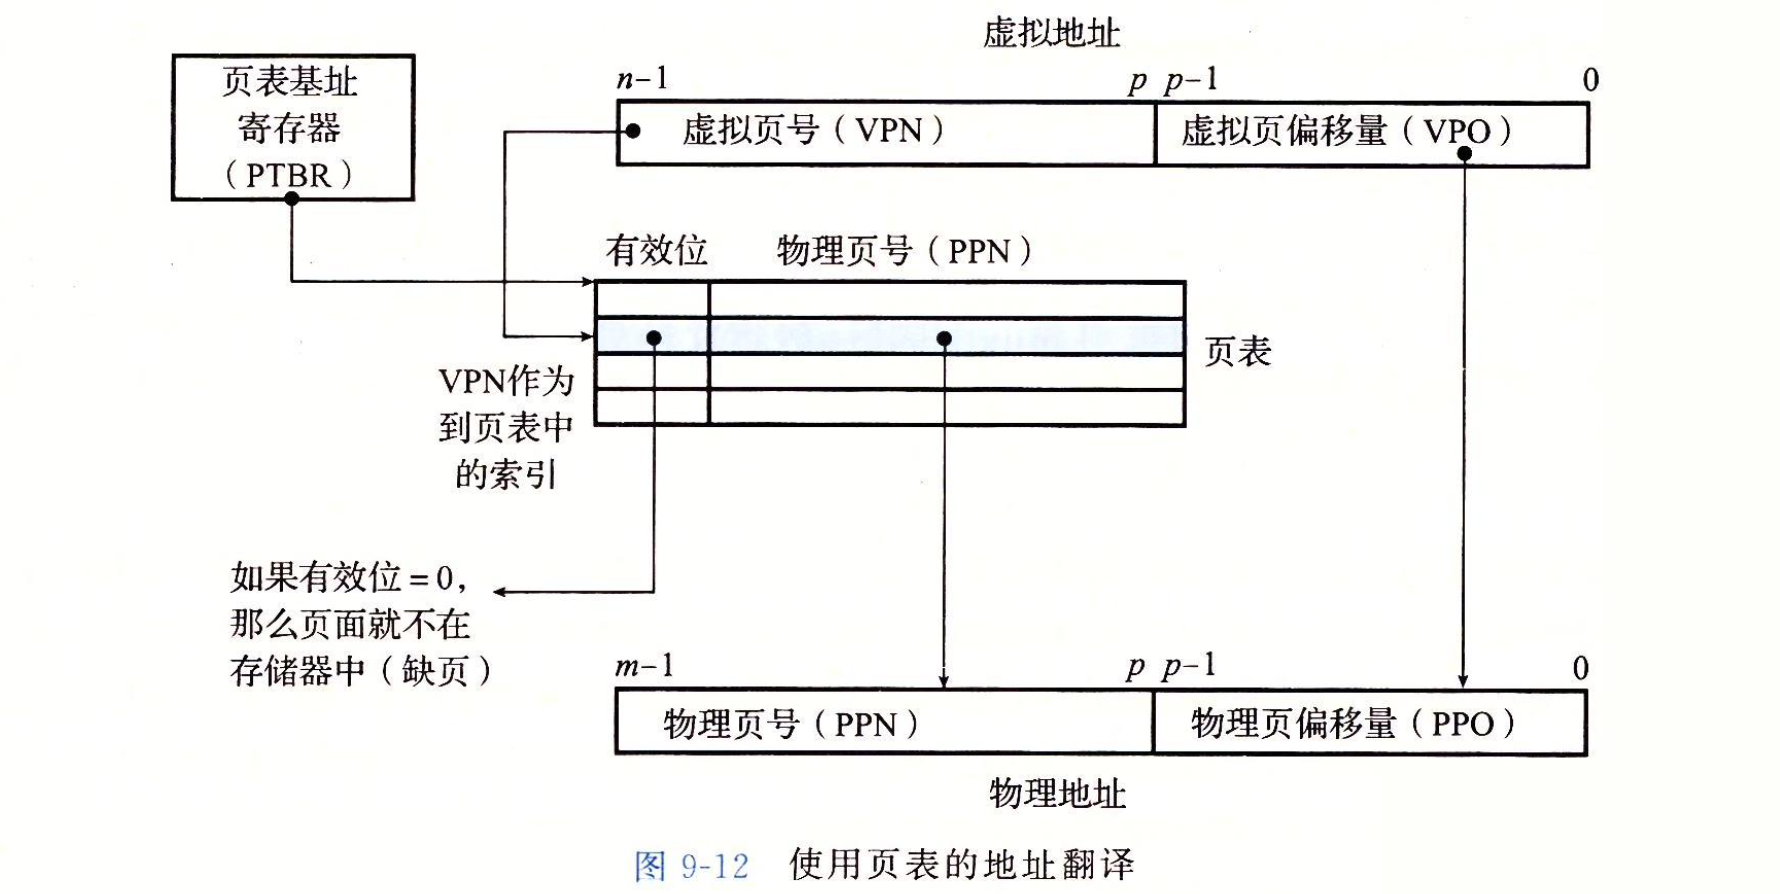 虚拟地址
页表基址
寄存器
（PTBR）
n-1
p p-1
0
虚拟页号（VPN）
虚拟页偏移量（VPO）
有效位
物理页号（PPN）
页表
VPN作为
到页表中
的索引
如果有效位=0，
那么页面就不在
存储器中（缺页）
m-1
p p-1
0
物理页号（PPN）
物理页偏移量（PPO）
物理地址
图 9-12 使用页表的地址翻译